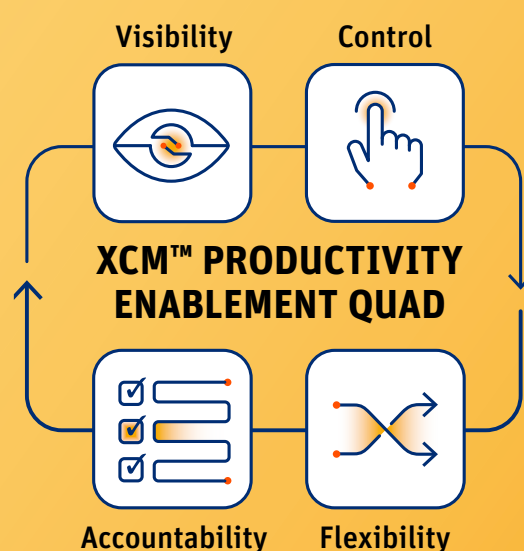 Visibility
Control
XCM™ PRODUCTIVITY
ENABLEMENT QUAD
Accountability
Flexibility